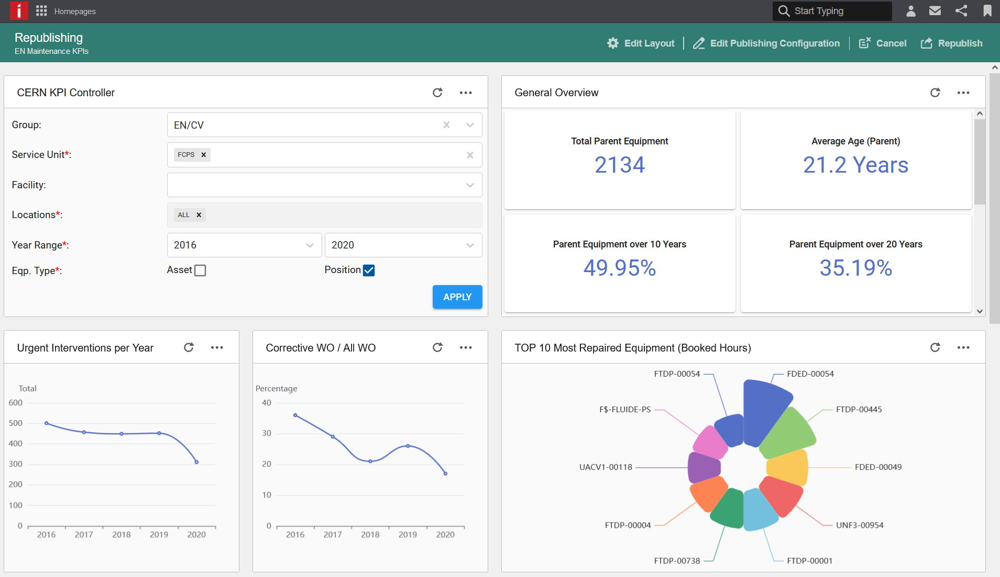 i Homepages Start Typing
Republishing
EN Maintenance KPIs
Edit Layout Edit Publishing Configuration Cancel Republish
CERN KPI Controller
Group: EN/CV
Service Unit*: FCPS
Facility:
Locations*: ALL
Year Range*: 2016 2020
Eqp. Type*: Asset Position
APPLY
General Overview
Total Parent Equipment
2134
Average Age (Parent)
21.2 Years
Parent Equipment over 10 Years
49.95%
Parent Equipment over 20 Years
35.19%
Urgent Interventions per Year
Total
600
500
400
300
200
100
0
2016 2017 2018 2019 2020
Corrective WO / All WO
Percentage
40
30
20
10
0
2016 2017 2018 2019 2020
TOP 10 Most Repaired Equipment (Booked Hours)
FTDP-00054 FDED-00054
F$-FLUIDE-PS FTDP-00445
UACV1-00118 FDED-00049
FTDP-00004 UNF3-00954
FTDP-00738 FTDP-00001